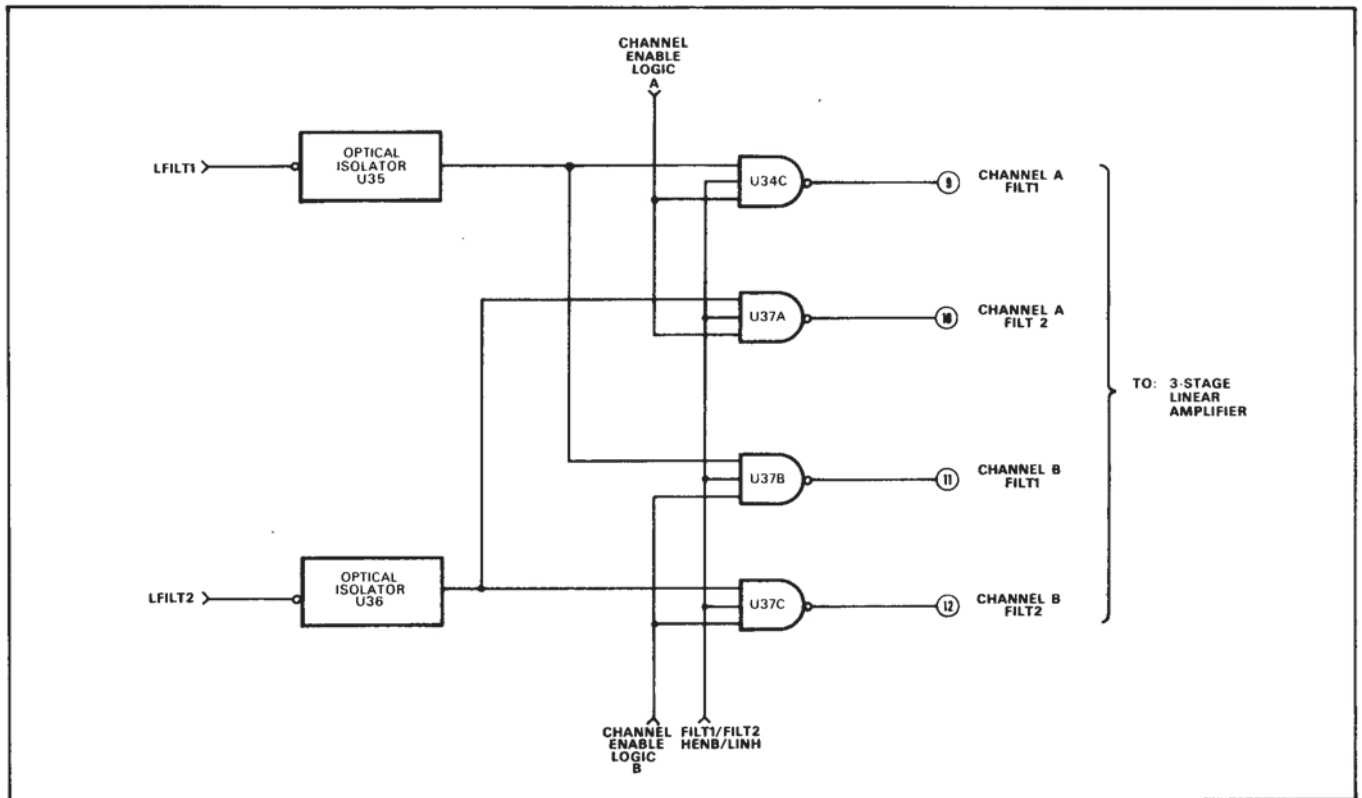 CHANNEL
ENABLE
LOGIC
A
LFILT1
OPTICAL
ISOLATOR
U35
U34C
9
CHANNEL A
FILT1
U37A
10
CHANNEL A
FILT 2
TO: 3-STAGE
LINEAR
AMPLIFIER
U37B
11
CHANNEL B
FILT1
LFILT2
OPTICAL
ISOLATOR
U36
U37C
12
CHANNEL B
FILT2
CHANNEL
ENABLE
LOGIC
B
FILT1/FILT2
HENB/LINH